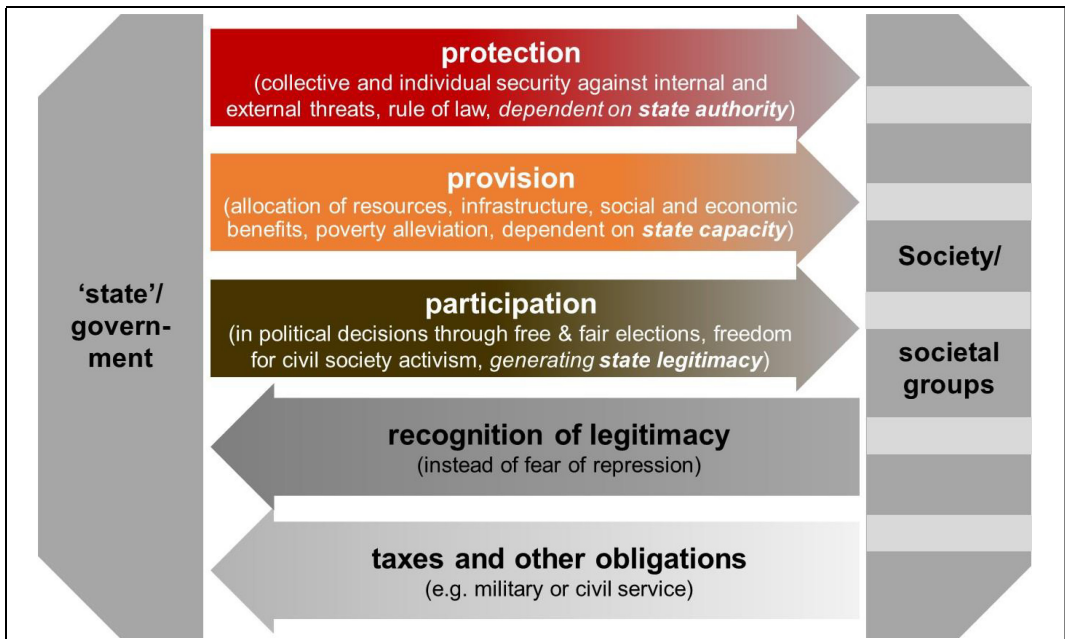 protection
(collective and individual security against internal and
external threats, rule of law, dependent on state authority)
provision
(allocation of resources, infrastructure, social and economic
benefits, poverty alleviation, dependent on state capacity)
participation
(in political decisions through free & fair elections, freedom
for civil society activism, generating state legitimacy)
recognition of legitimacy
(instead of fear of repression)
taxes and other obligations
(e.g. military or civil service)
‘state’/
govern-
ment
Society/
societal
groups